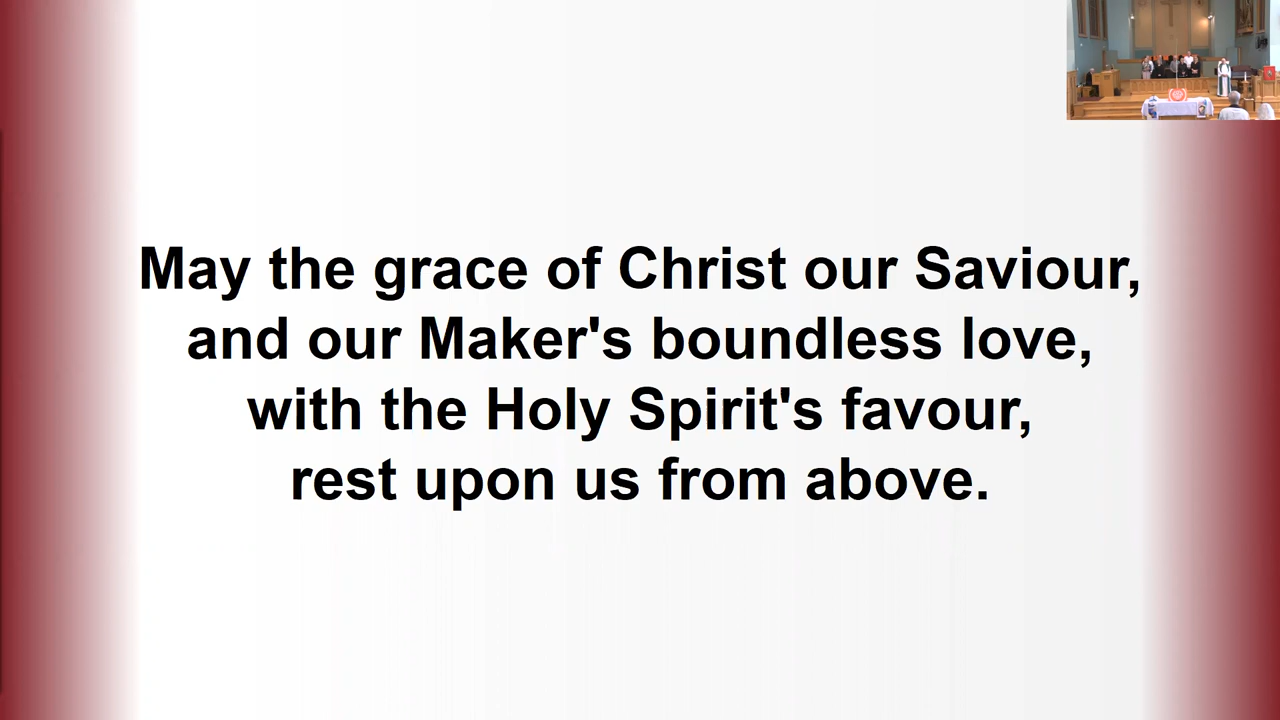 May the grace of Christ our Saviour,
and our Maker's boundless love,
with the Holy Spirit's favour,
rest upon us from above.